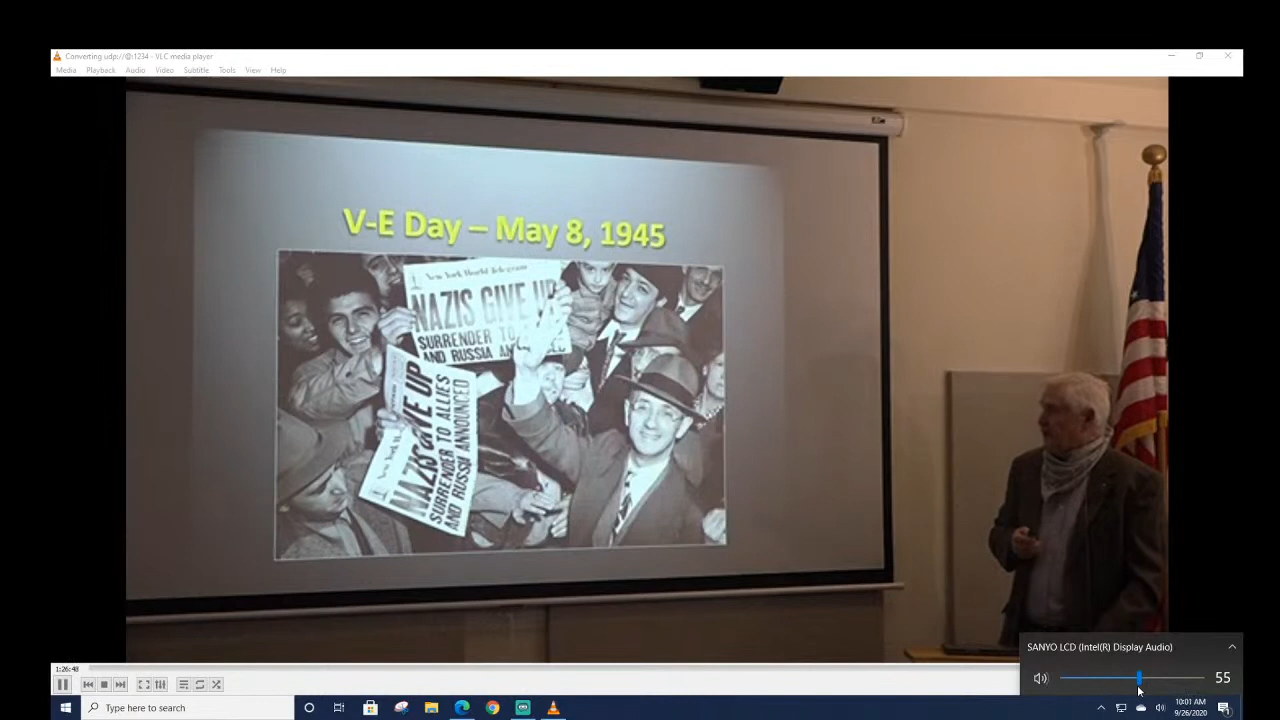 Converting udp://@:1234 - VLC media player
Media Playback Audio Video Subtitle Tools View Help
V-E Day – May 8, 1945
New York World-Telegram
NAZIS GIVE UP
SURRENDER TO
AND RUSSIA
New York
NAZIS GIVE UP
SURRENDER TO ALLIES
AND RUSSIA ANNOUNCED
SANYO LCD (Intel(R) Display Audio)
1:26:48
55
Type here to search
10:01 AM
9/26/2020